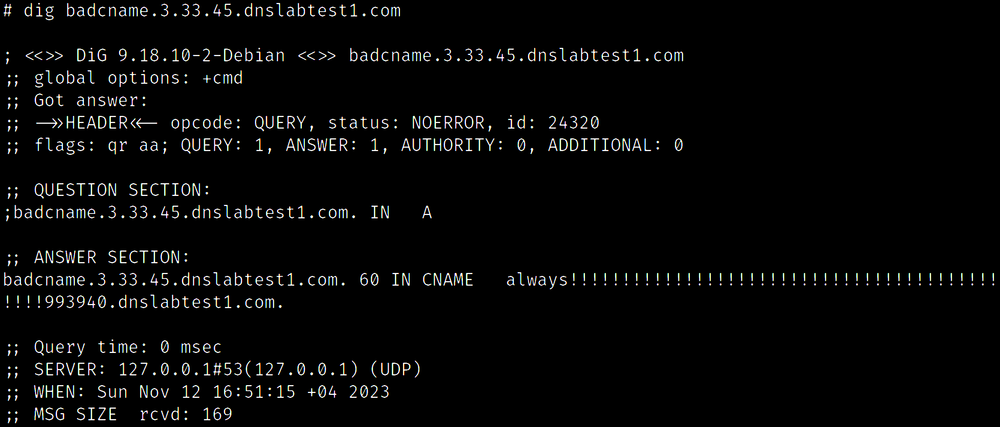 # dig badcname.3.33.45.dnslabtest1.com
; <<>> DiG 9.18.10-2-Debian <<>> badcname.3.33.45.dnslabtest1.com
;; global options: +cmd
;; Got answer:
;; ->>HEADER<<- opcode: QUERY, status: NOERROR, id: 24320
;; flags: qr aa; QUERY: 1, ANSWER: 1, AUTHORITY: 0, ADDITIONAL: 0
;; QUESTION SECTION:
;badcname.3.33.45.dnslabtest1.com. IN   A
;; ANSWER SECTION:
badcname.3.33.45.dnslabtest1.com. 60 IN CNAME   always!!!!!!!!!!!!!!!!!!!!!!!!!!!!!!!!!!!!!!!!!
!!!!993940.dnslabtest1.com.
;; Query time: 0 msec
;; SERVER: 127.0.0.1#53(127.0.0.1) (UDP)
;; WHEN: Sun Nov 12 16:51:15 +04 2023
;; MSG SIZE  rcvd: 169